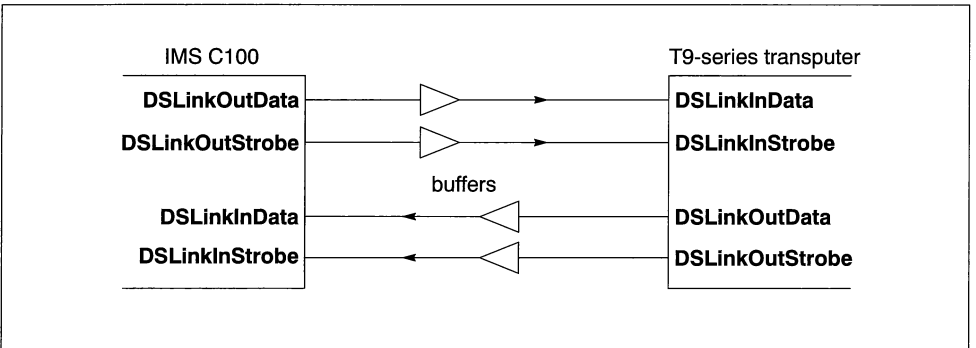 IMS C100
T9-series transputer
DSLinkOutData
DSLinkInData
DSLinkOutStrobe
DSLinkInStrobe
buffers
DSLinkInData
DSLinkOutData
DSLinkInStrobe
DSLinkOutStrobe